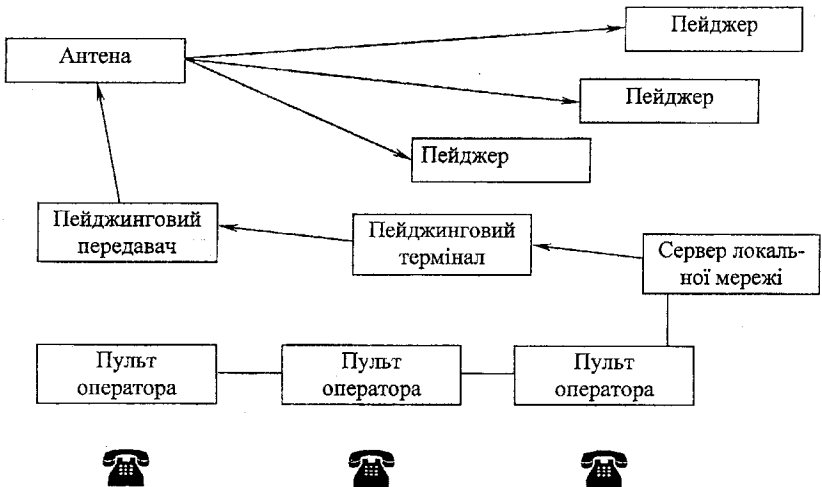 Пейджер
Антена
Пейджер
Пейджер
Пейджинговий
передавач
Пейджинговий
термінал
Сервер локаль-
ної мережі
Пульт
оператора
Пульт
оператора
Пульт
оператора